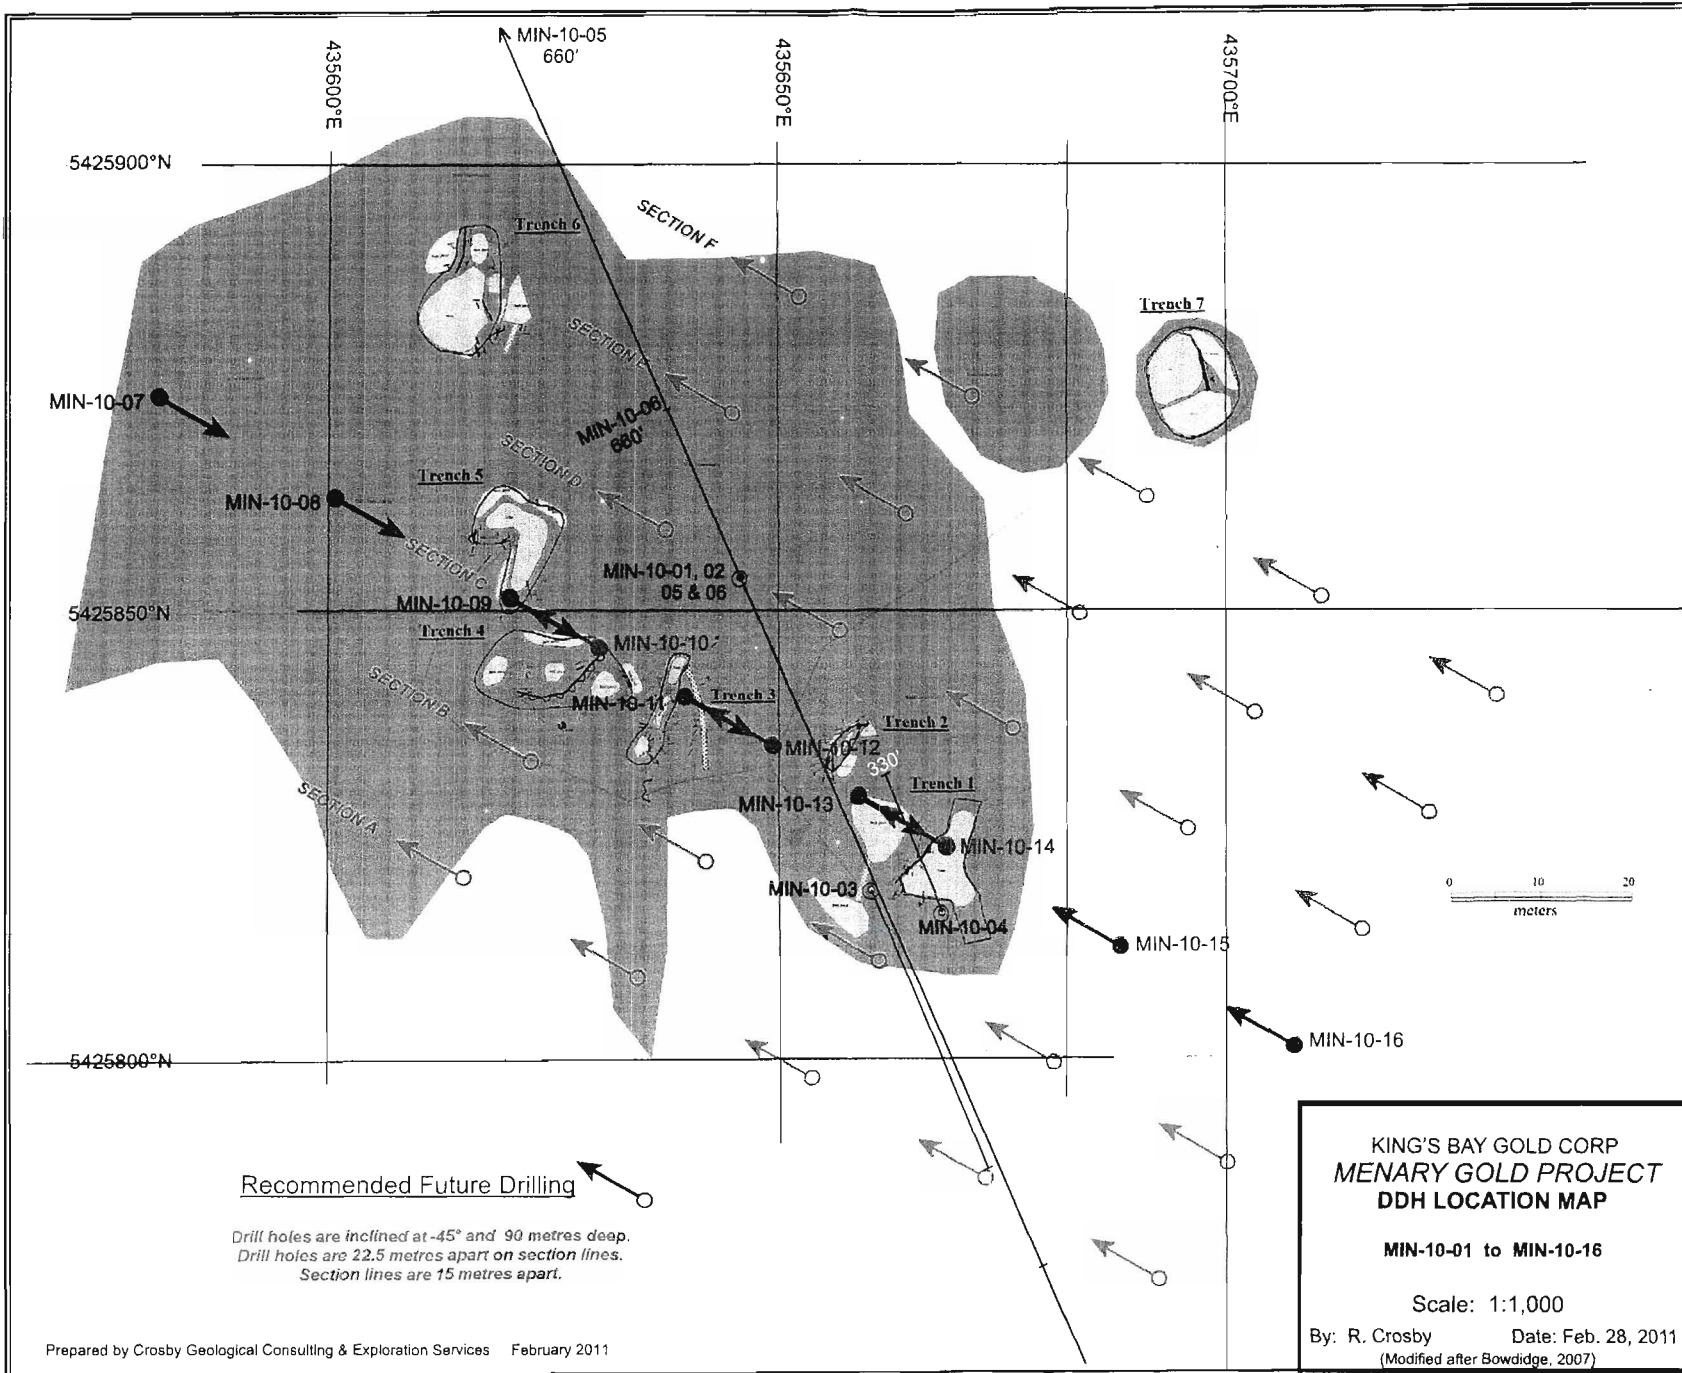 MIN-10-05
660'
435600°E
435650°E
435700°E
5425900°N
SECTION F
Trench 6
Trench 7
SECTION E
MIN-10-07
MIN-10-06
660'
SECTION D
Trench 5
MIN-10-08
SECTION C
MIN-10-01, 02
05 & 06
MIN-10-09
5425850°N
Trench 4
MIN-10-10
SECTION B
MIN-10-11
Trench 3
Trench 2
MIN-10-12
330'
Trench 1
SECTION A
MIN-10-13
MIN-10-14
MIN-10-03
0 10 20
meters
MIN-10-04
MIN-10-15
MIN-10-16
5425800°N
Recommended Future Drilling
Drill holes are inclined at -45° and 90 metres deep.
Drill holes are 22.5 metres apart on section lines.
Section lines are 15 metres apart.
KING'S BAY GOLD CORP
MENARY GOLD PROJECT
DDH LOCATION MAP
MIN-10-01 to MIN-10-16
Scale: 1:1,000
By: R. Crosby Date: Feb. 28, 2011
(Modified after Bowdidge, 2007)
Prepared by Crosby Geological Consulting & Exploration Services February 2011